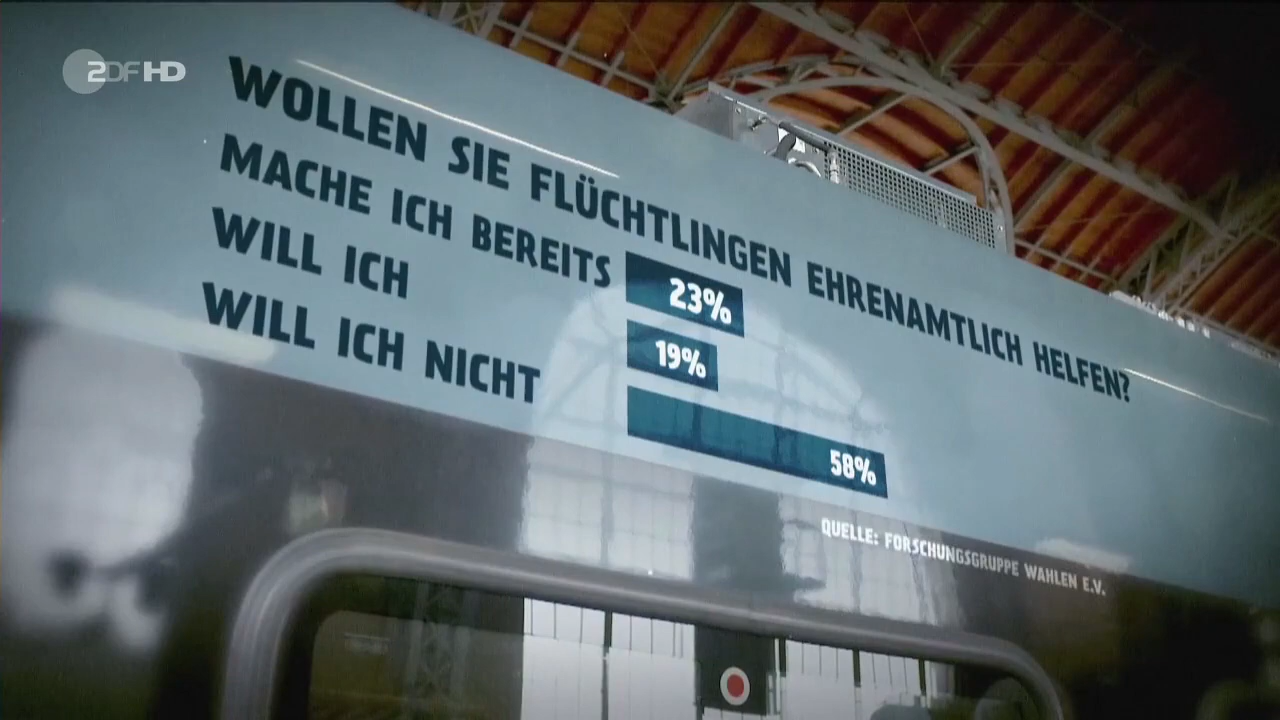 ZDF HD
WOLLEN SIE FLÜCHTLINGEN EHRENAMTLICH HELFEN?
MACHE ICH BEREITS 23%
WILL ICH 19%
WILL ICH NICHT 58%
QUELLE: FORSCHUNGSGRUPPE WAHLEN E.V.